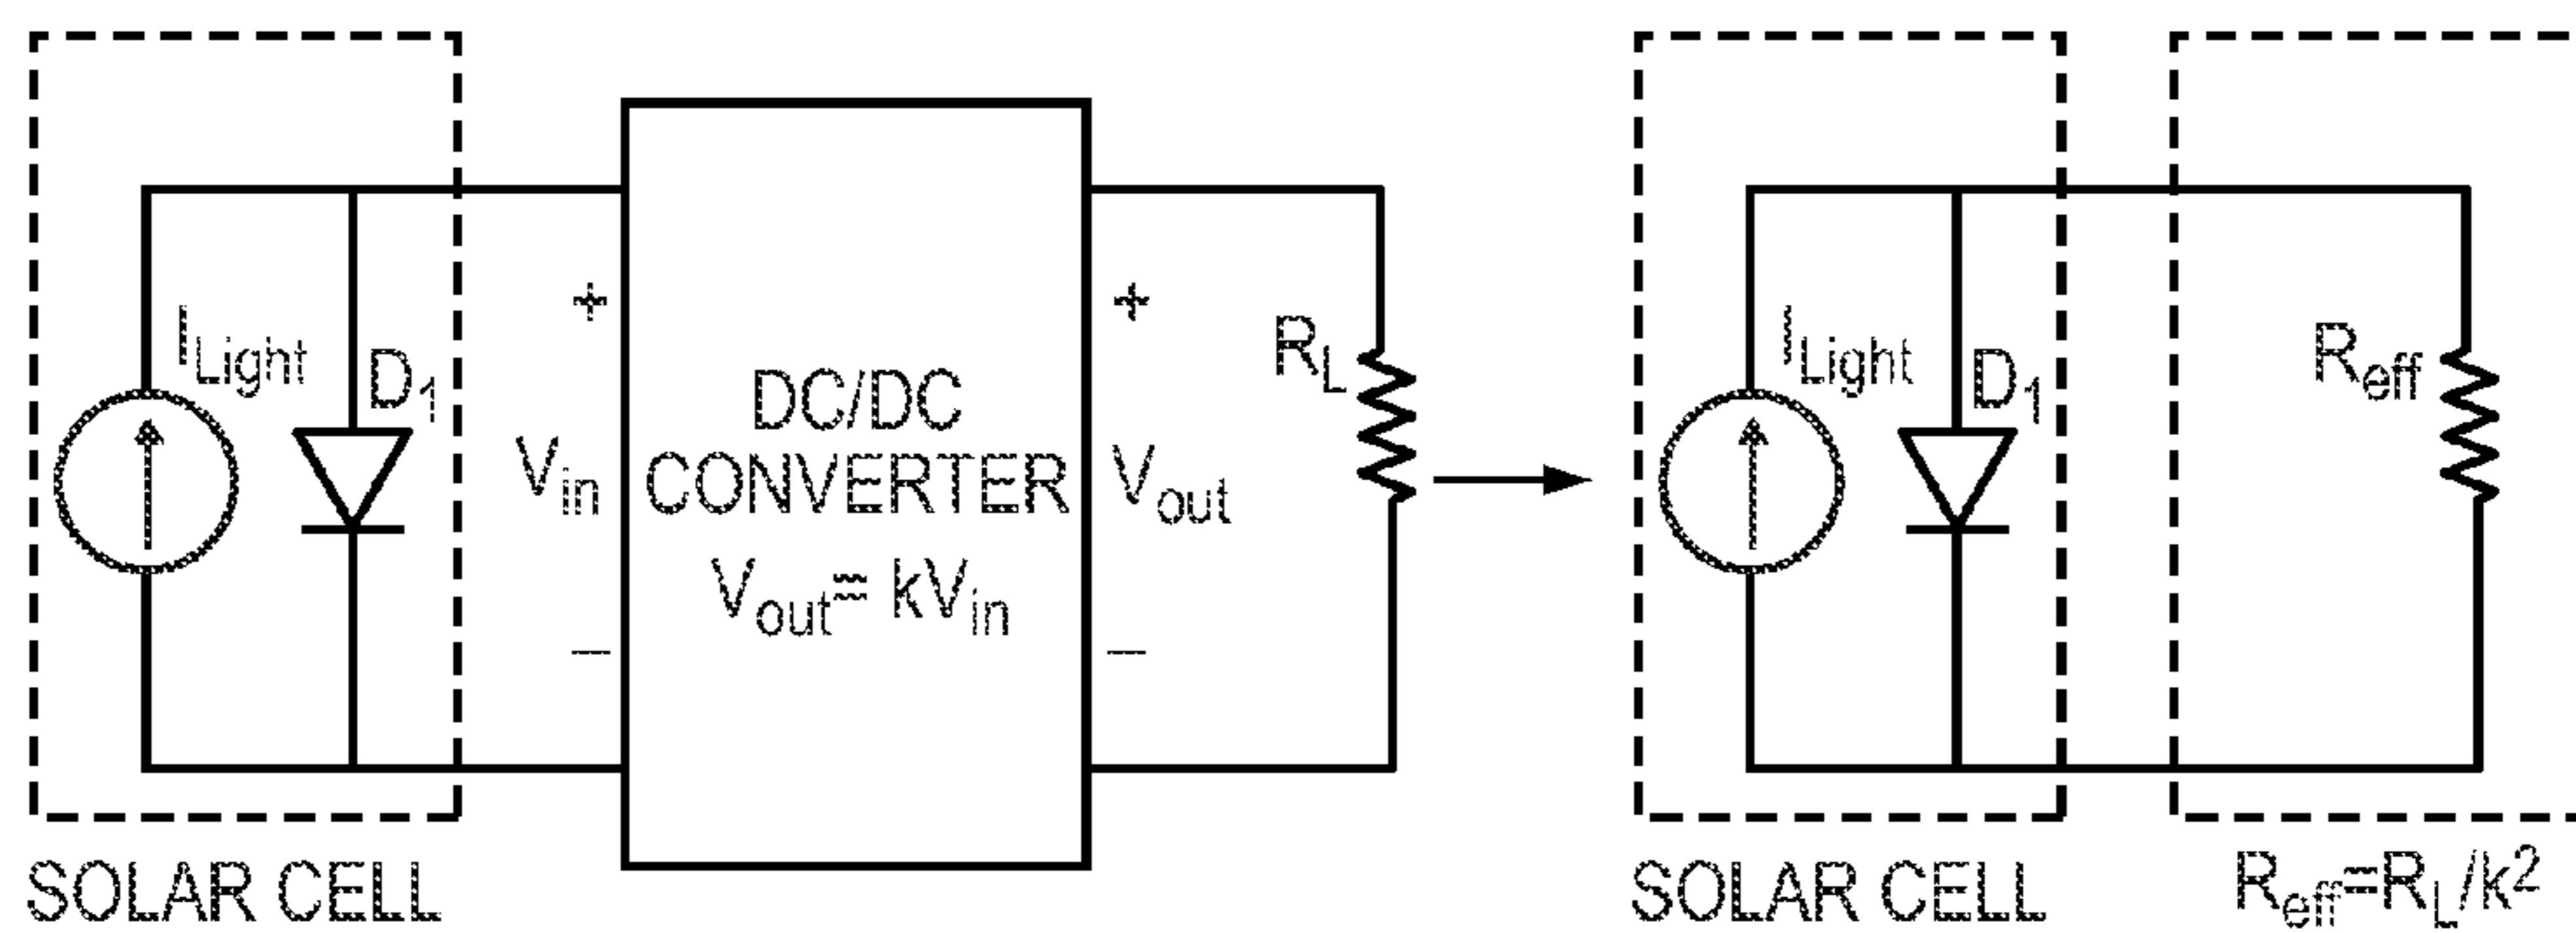 I_Light
D_1
+
V_in
−
SOLAR CELL
DC/DC
CONVERTER
V_out= kV_in
+
V_out
−
R_L
I_Light
D_1
SOLAR CELL
R_eff
R_eff=R_L/k²